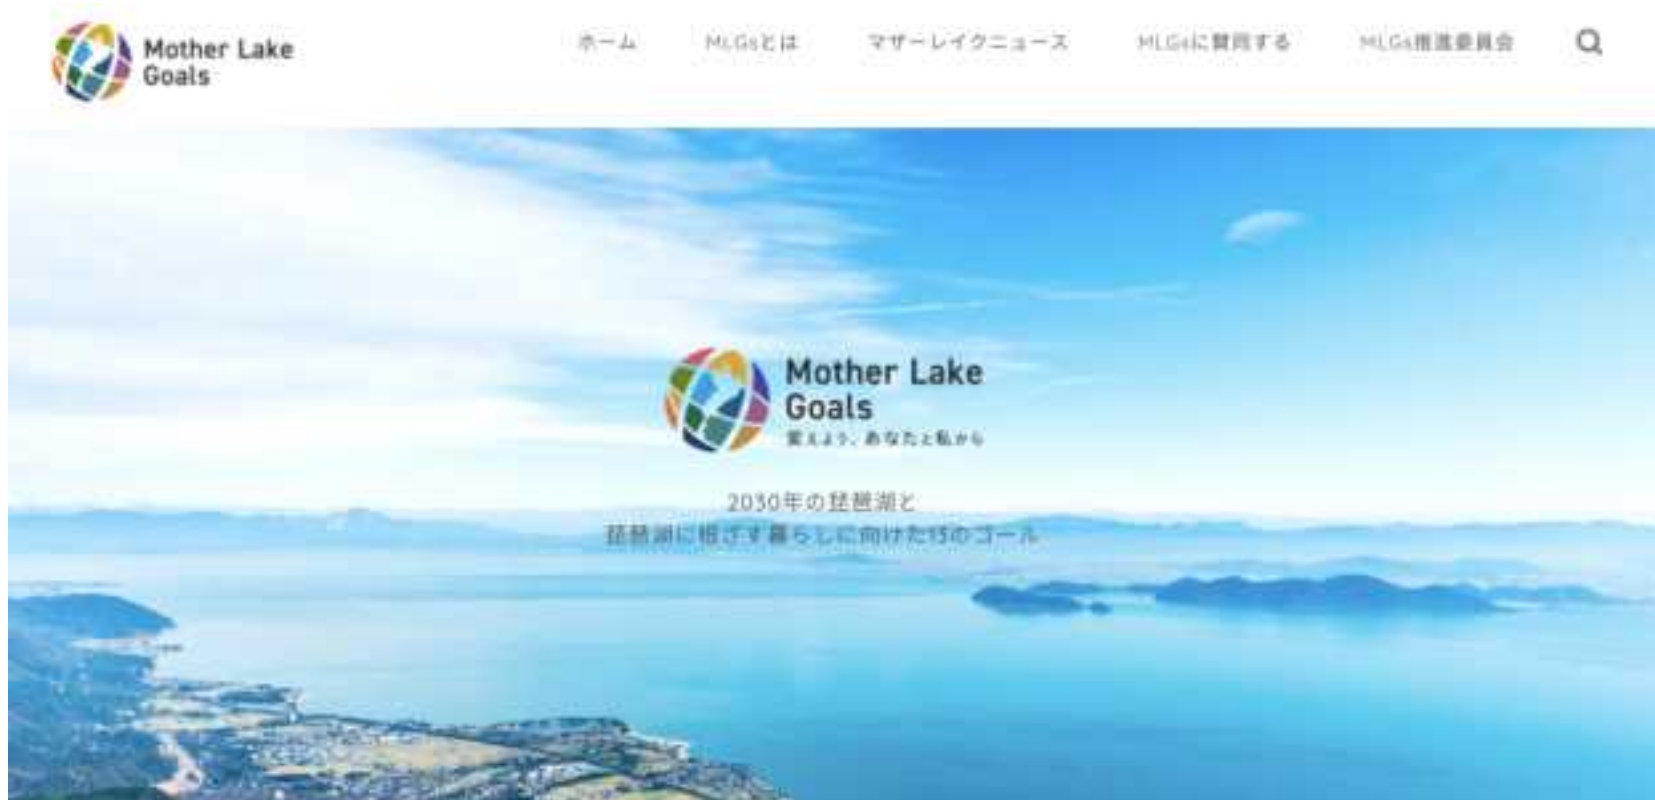 Mother Lake
Goals
ホーム
MLGsとは
マザーレイクニュース
MLGsに賛同する
MLGs推進委員会
Mother Lake
Goals
変えよう、あなたと私から
2030年の琵琶湖と
琵琶湖に根ざす暮らしに向けた13のゴール